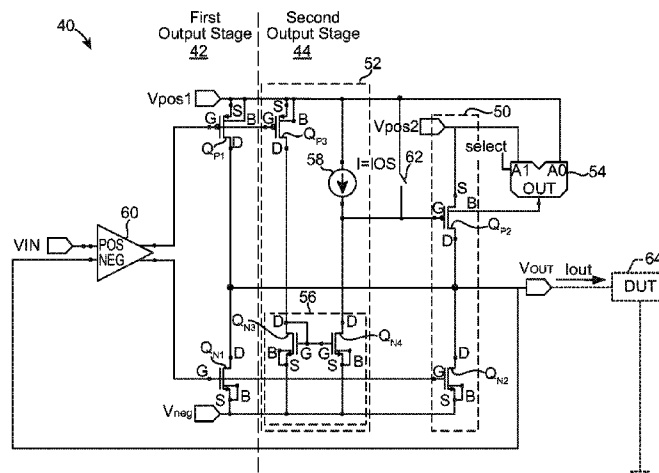 40
First
Output Stage
42
Second
Output Stage
44
52
Vpos1
S
B
G
D
QP1
S
B
G
D
QP3
50
Vpos2
select
A1
A0
OUT
54
58
I=IOS
62
S
G
B
D
QP2
60
VIN
POS
NEG
VOUT
Iout
64
DUT
56
D
QN3
G
B
S
D
QN4
G
B
S
QN1
D
G
B
S
D
QN2
G
B
S
Vneg